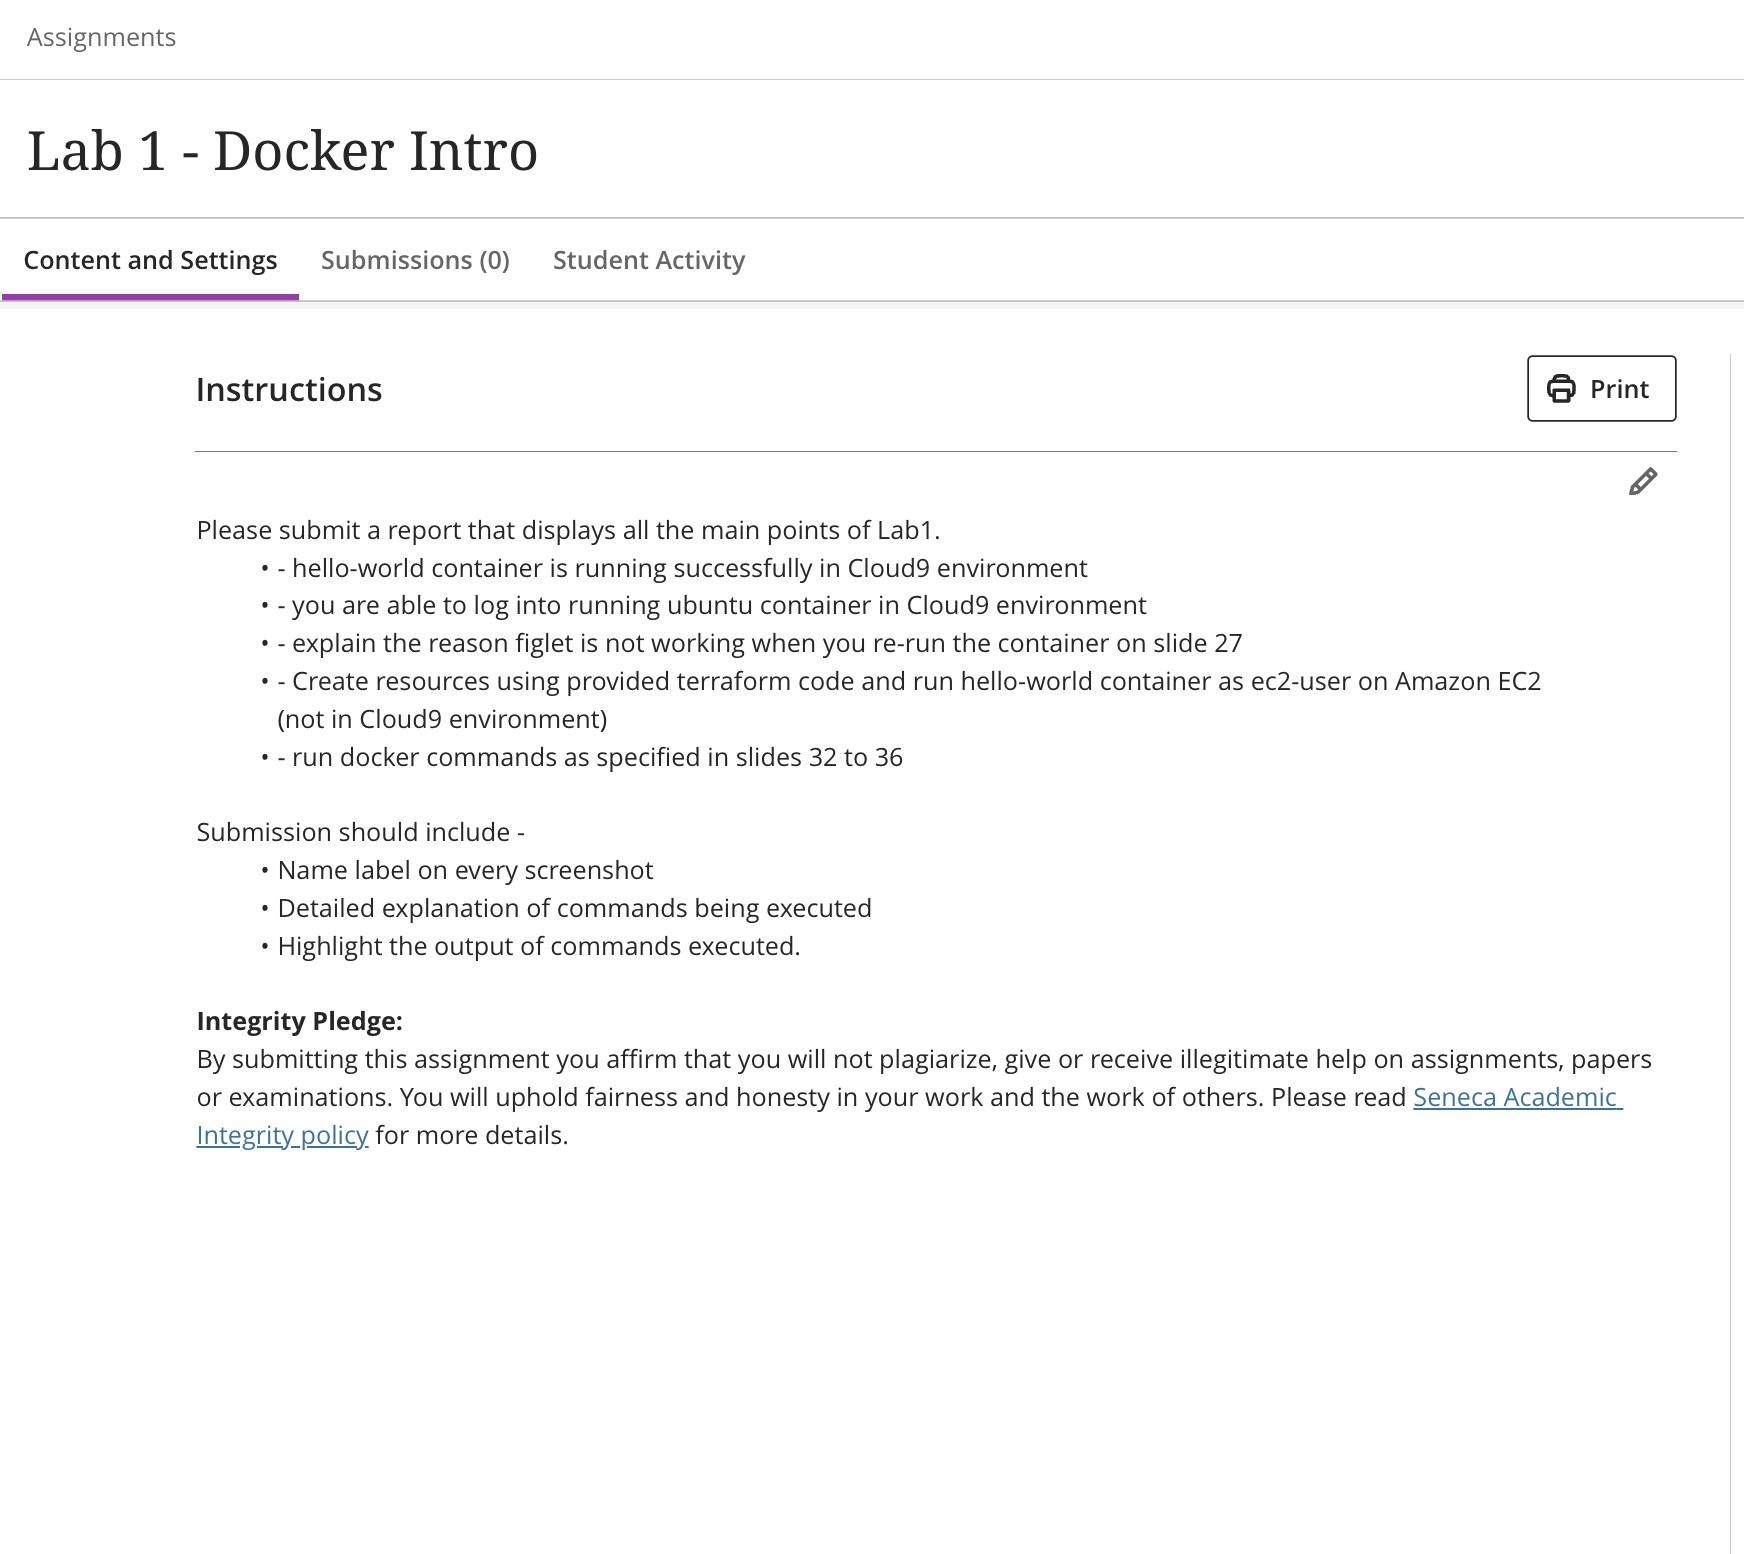 Assignments
Lab 1 - Docker Intro
Content and Settings Submissions (0) Student Activity
Instructions
Print
Please submit a report that displays all the main points of Lab1.
• - hello-world container is running successfully in Cloud9 environment
• - you are able to log into running ubuntu container in Cloud9 environment
• - explain the reason figlet is not working when you re-run the container on slide 27
• - Create resources using provided terraform code and run hello-world container as ec2-user on Amazon EC2
(not in Cloud9 environment)
• - run docker commands as specified in slides 32 to 36
Submission should include -
• Name label on every screenshot
• Detailed explanation of commands being executed
• Highlight the output of commands executed.
Integrity Pledge:
By submitting this assignment you affirm that you will not plagiarize, give or receive illegitimate help on assignments, papers
or examinations. You will uphold fairness and honesty in your work and the work of others. Please read Seneca Academic
Integrity policy for more details.